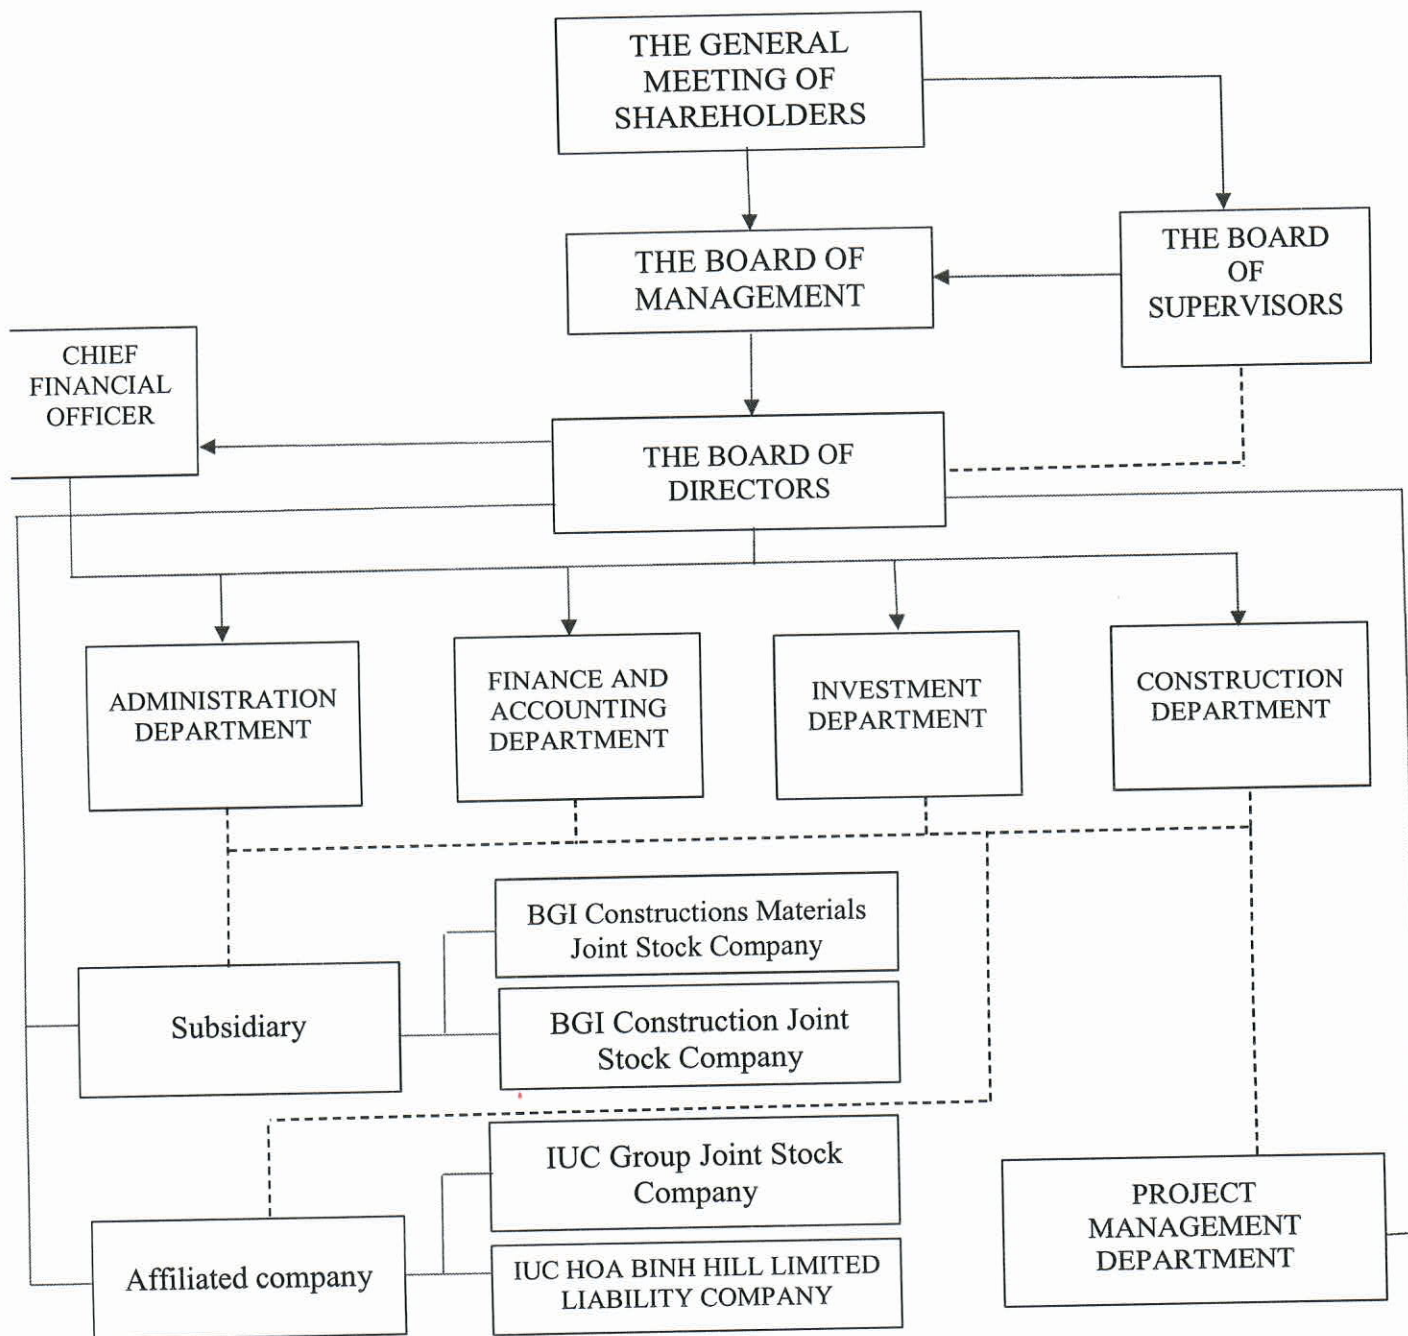 THE GENERAL
MEETING OF
SHAREHOLDERS
THE BOARD OF
MANAGEMENT
THE BOARD
OF
SUPERVISORS
CHIEF
FINANCIAL
OFFICER
THE BOARD OF
DIRECTORS
ADMINISTRATION
DEPARTMENT
FINANCE AND
ACCOUNTING
DEPARTMENT
INVESTMENT
DEPARTMENT
CONSTRUCTION
DEPARTMENT
BGI Constructions Materials
Joint Stock Company
Subsidiary
BGI Construction Joint
Stock Company
IUC Group Joint Stock
Company
PROJECT
MANAGEMENT
DEPARTMENT
Affiliated company
IUC HOA BINH HILL LIMITED
LIABILITY COMPANY